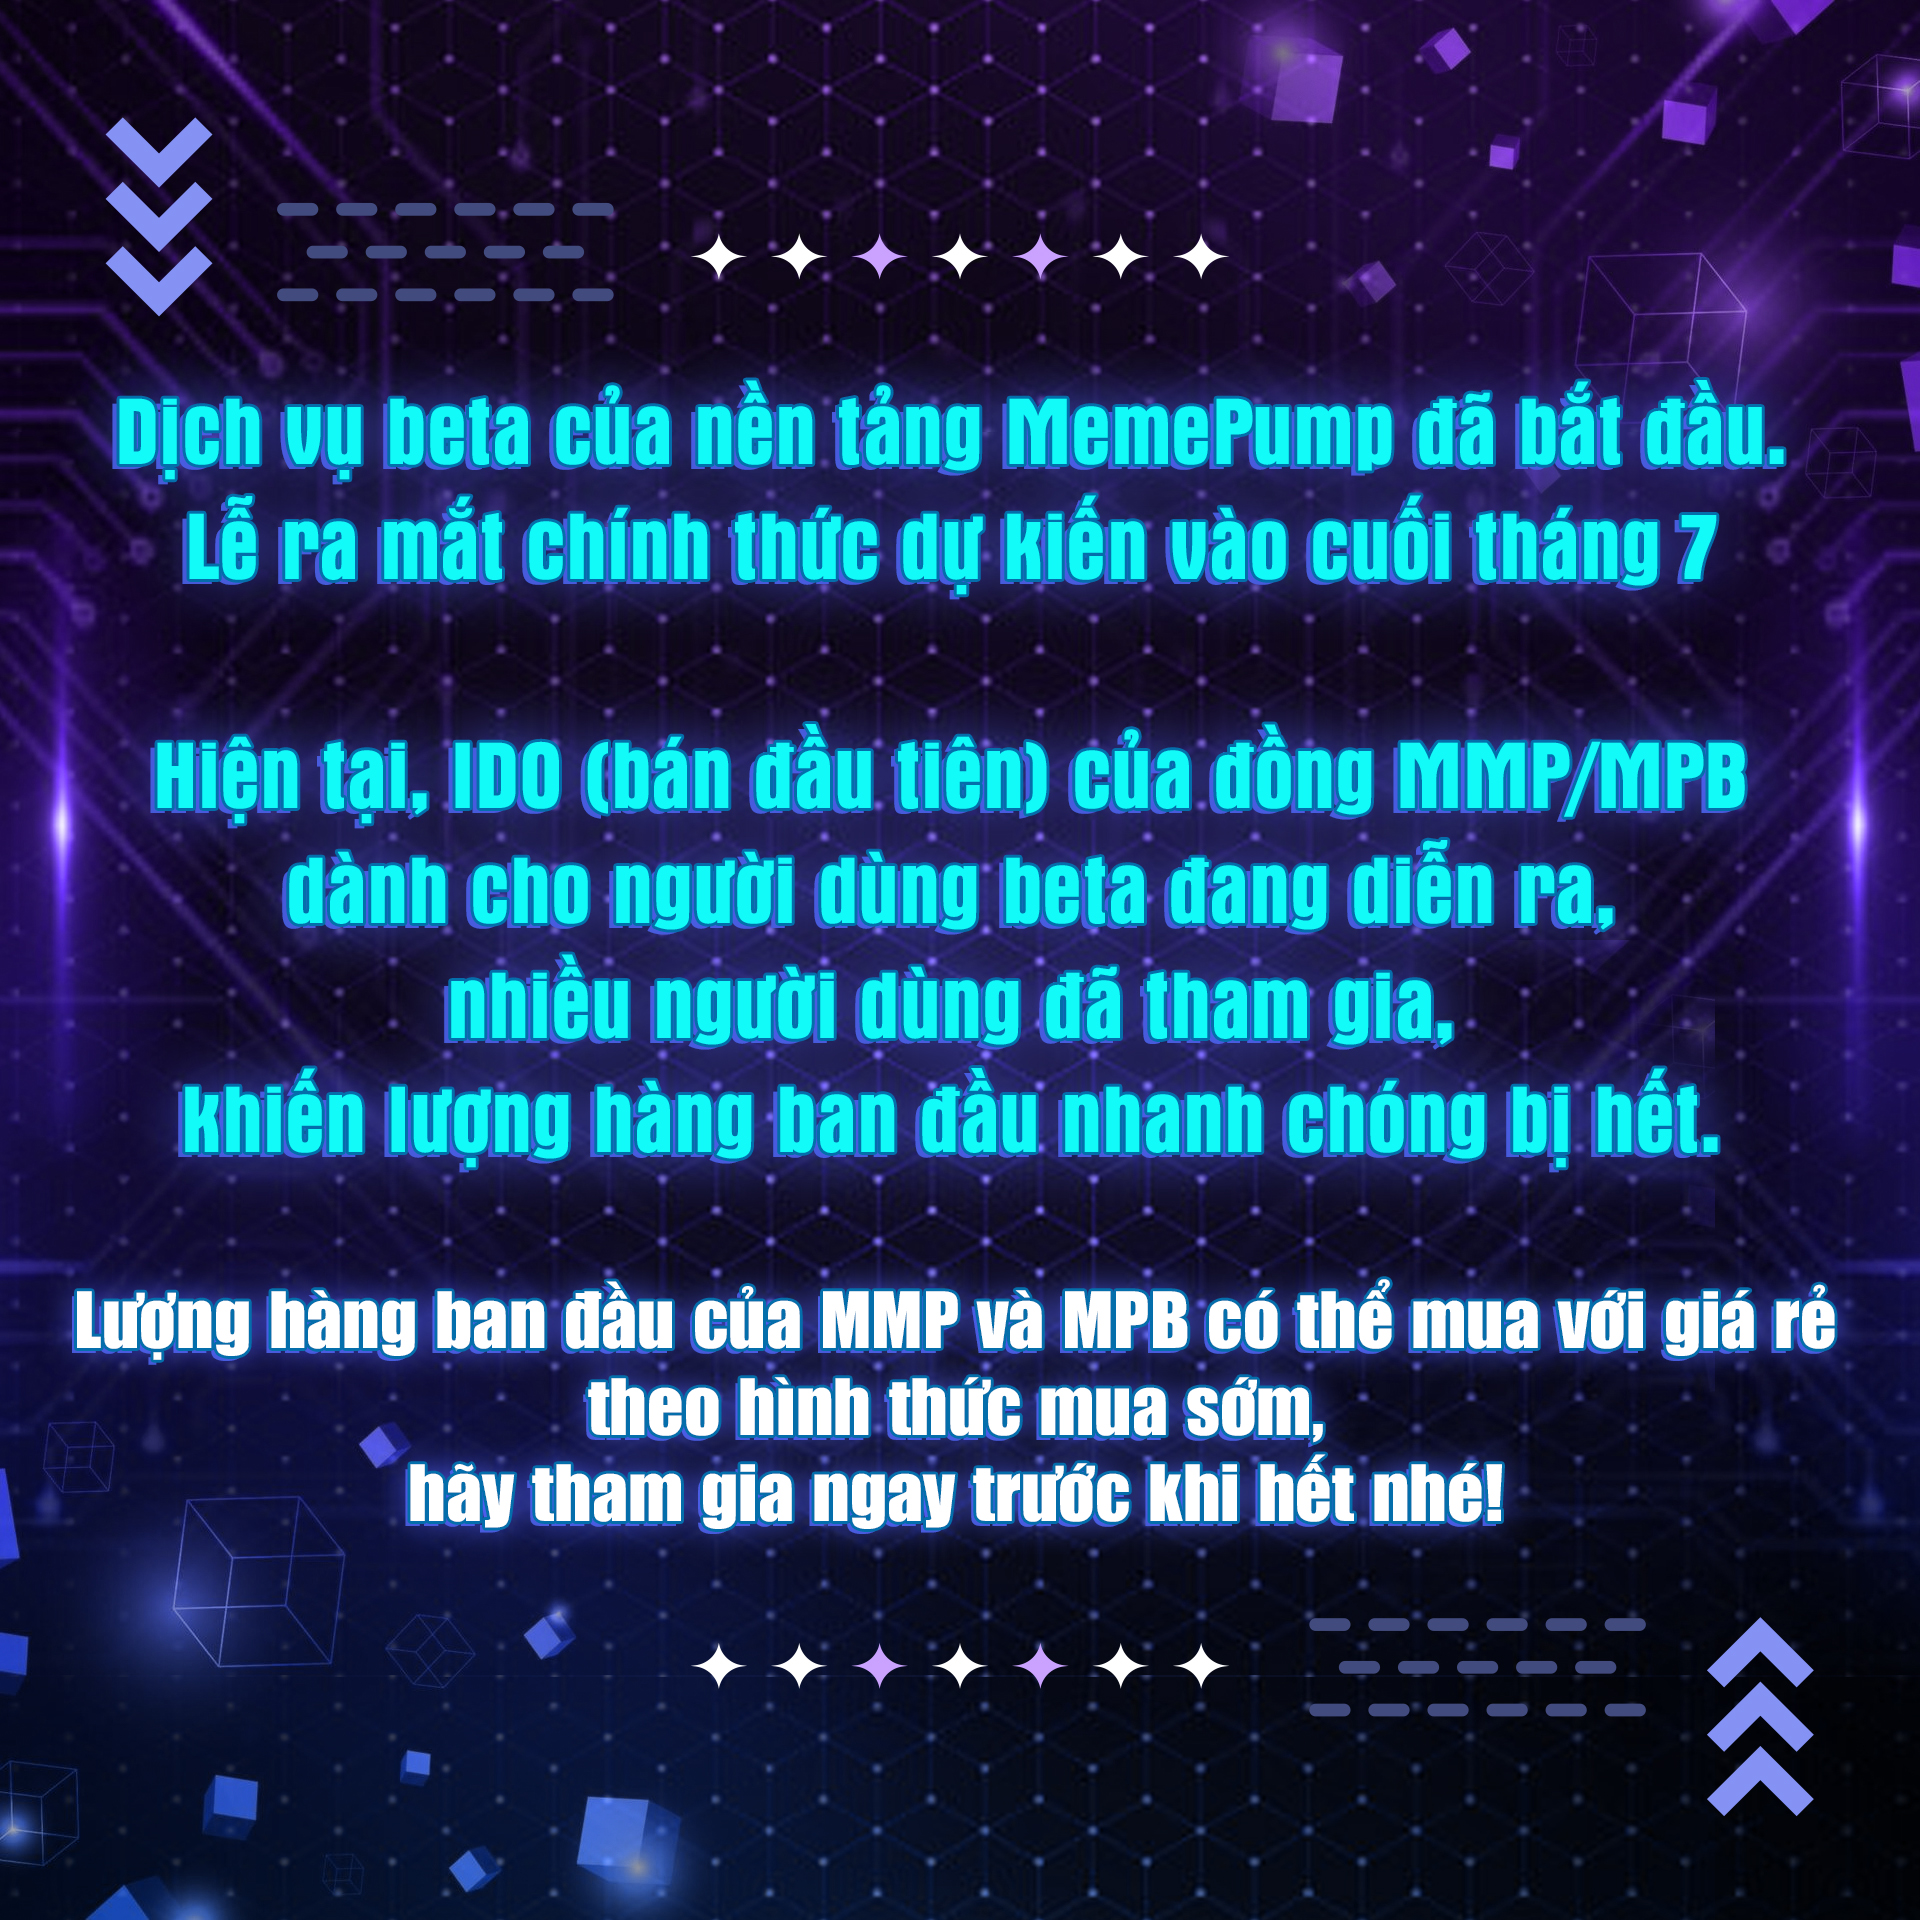 Dịch vụ beta của nền tảng MemePump đã bắt đầu.
Lễ ra mắt chính thức dự kiến vào cuối tháng 7
Hiện tại, IDO (bán đầu tiên) của đồng MMP/MPB
dành cho người dùng beta đang diễn ra,
nhiều người dùng đã tham gia,
khiến lượng hàng ban đầu nhanh chóng bị hết.
Lượng hàng ban đầu của MMP và MPB có thể mua với giá rẻ
theo hình thức mua sớm,
hãy tham gia ngay trước khi hết nhé!